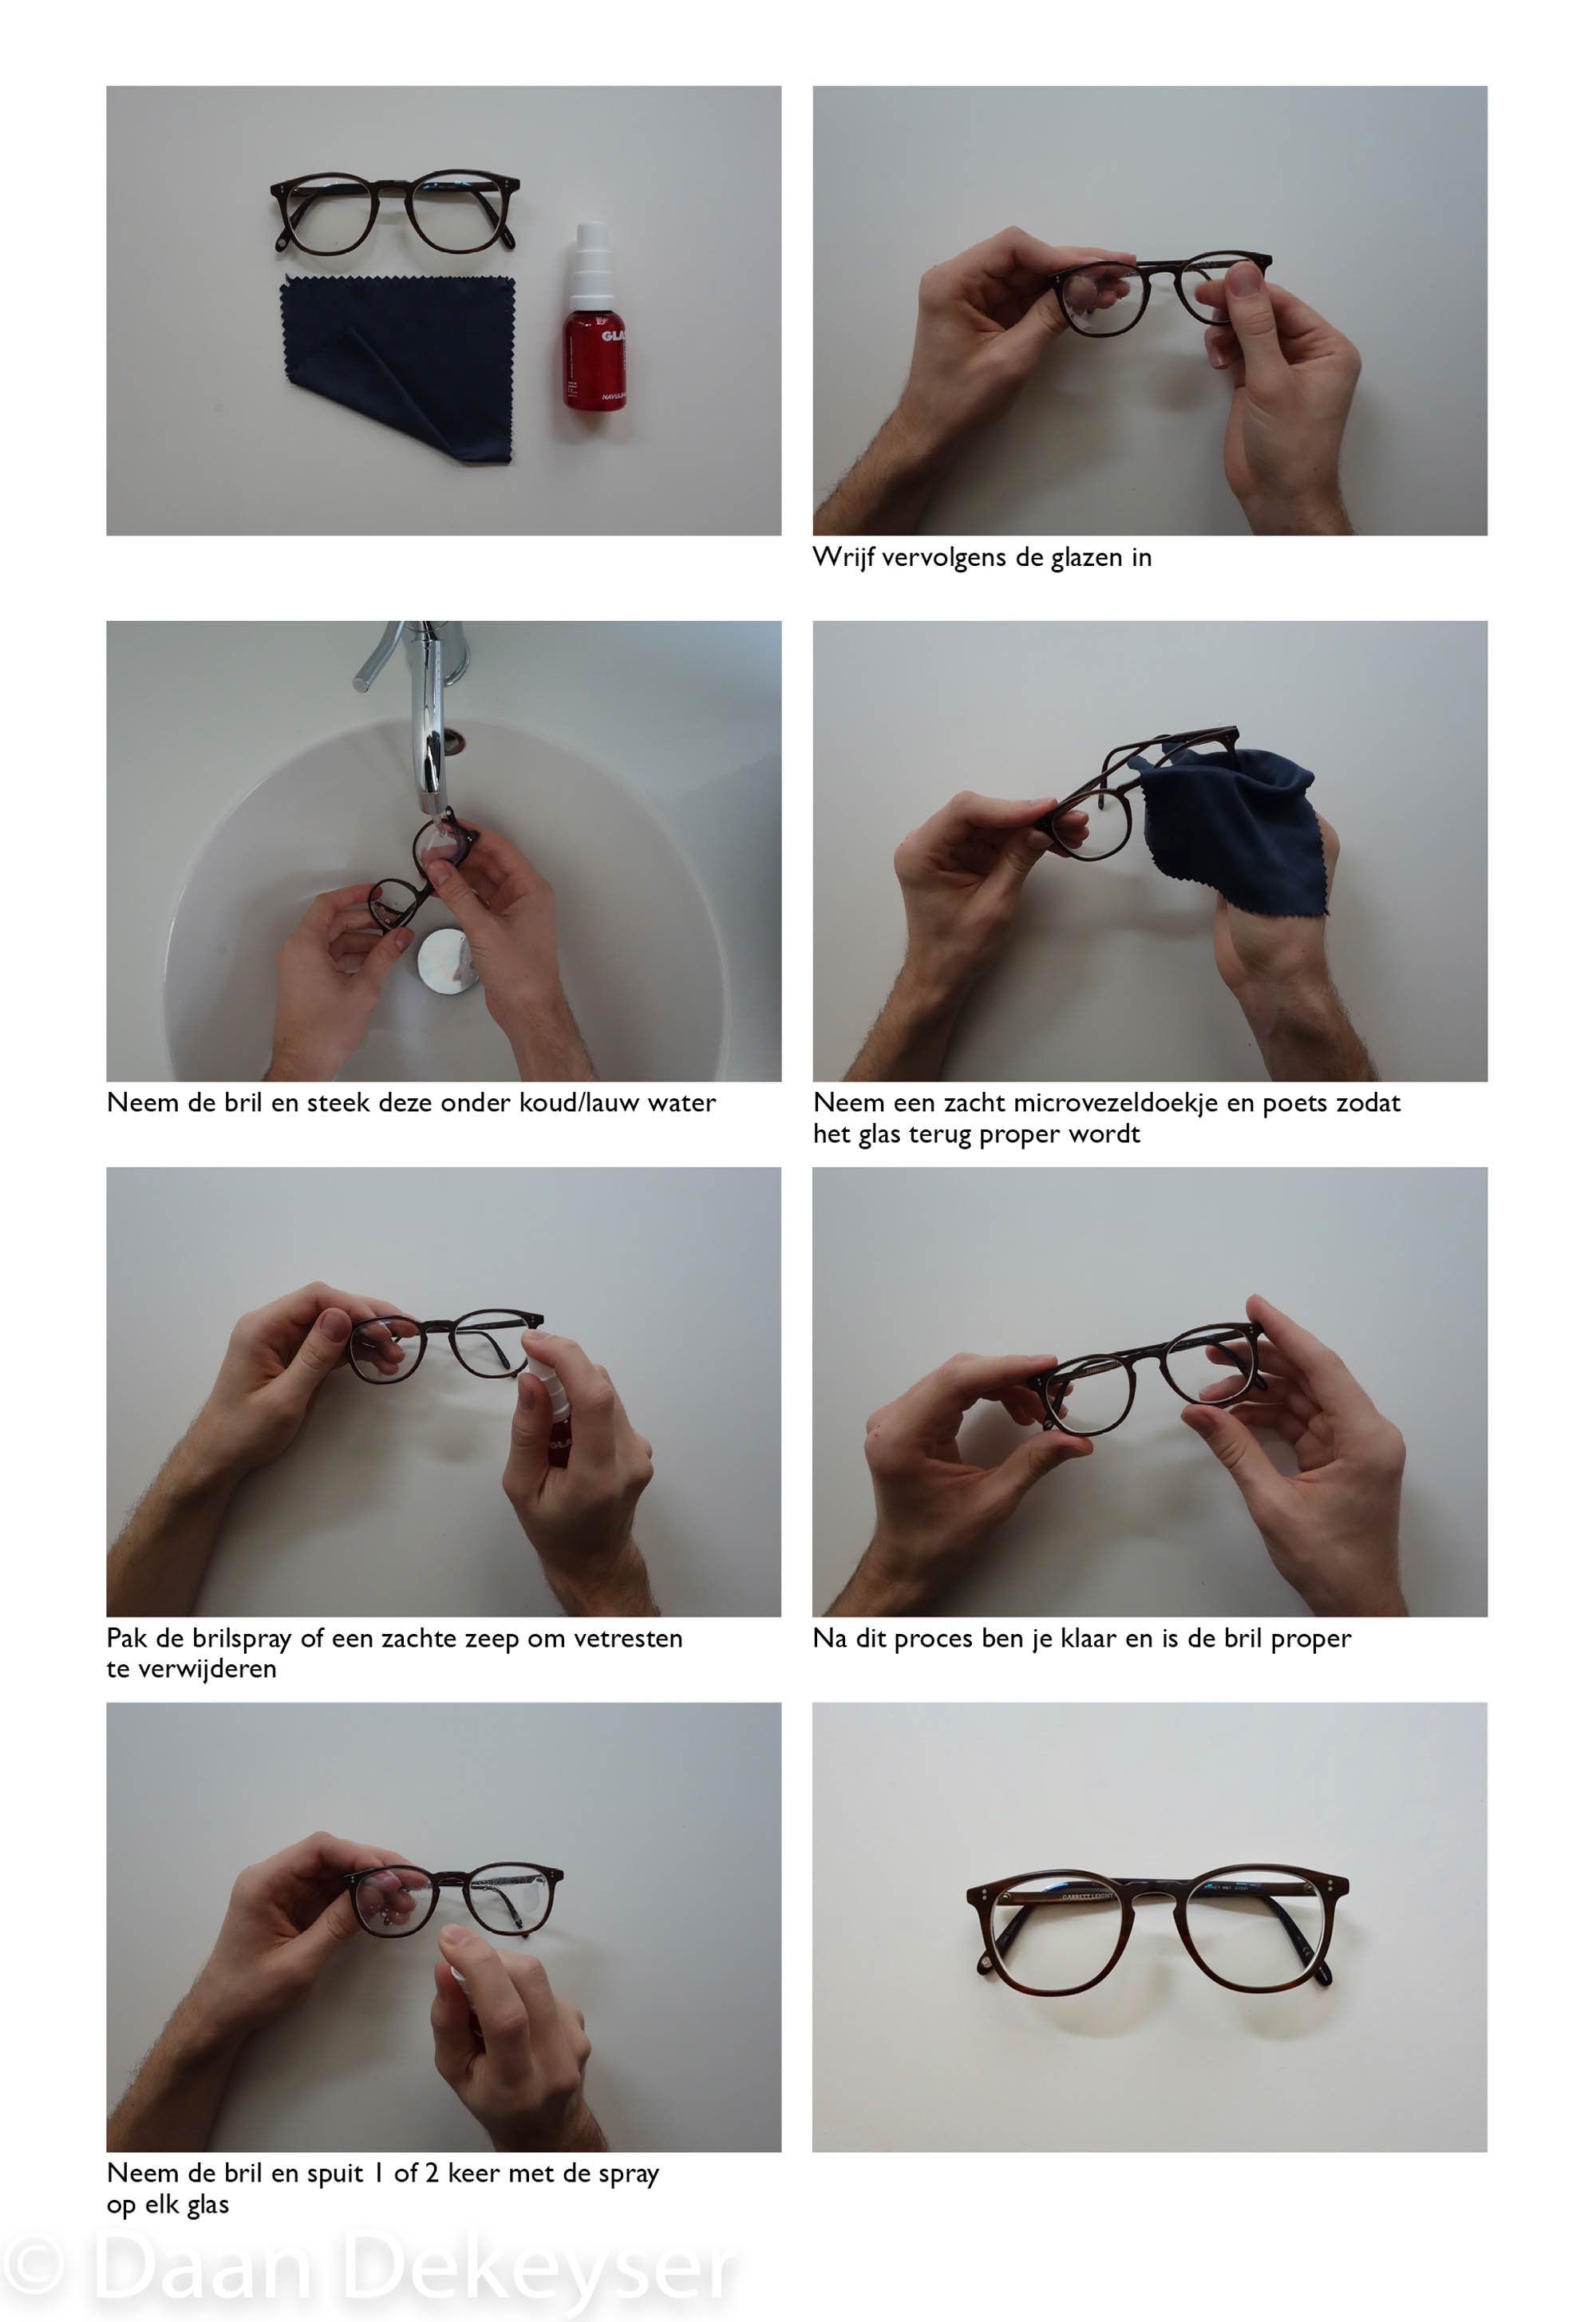 GLAS
Neem de bril en steek deze onder koud/lauw water
Pak de brilspray of een zachte zeep om vetresten
te verwijderen
Neem de bril en spuit 1 of 2 keer met de spray
op elk glas
Wrijf vervolgens de glazen in
Neem een zacht microvezeldoekje en poets zodat
het glas terug proper wordt
Na dit proces ben je klaar en is de bril proper
GARRETT LEIGHT
© Daan Dekeyser